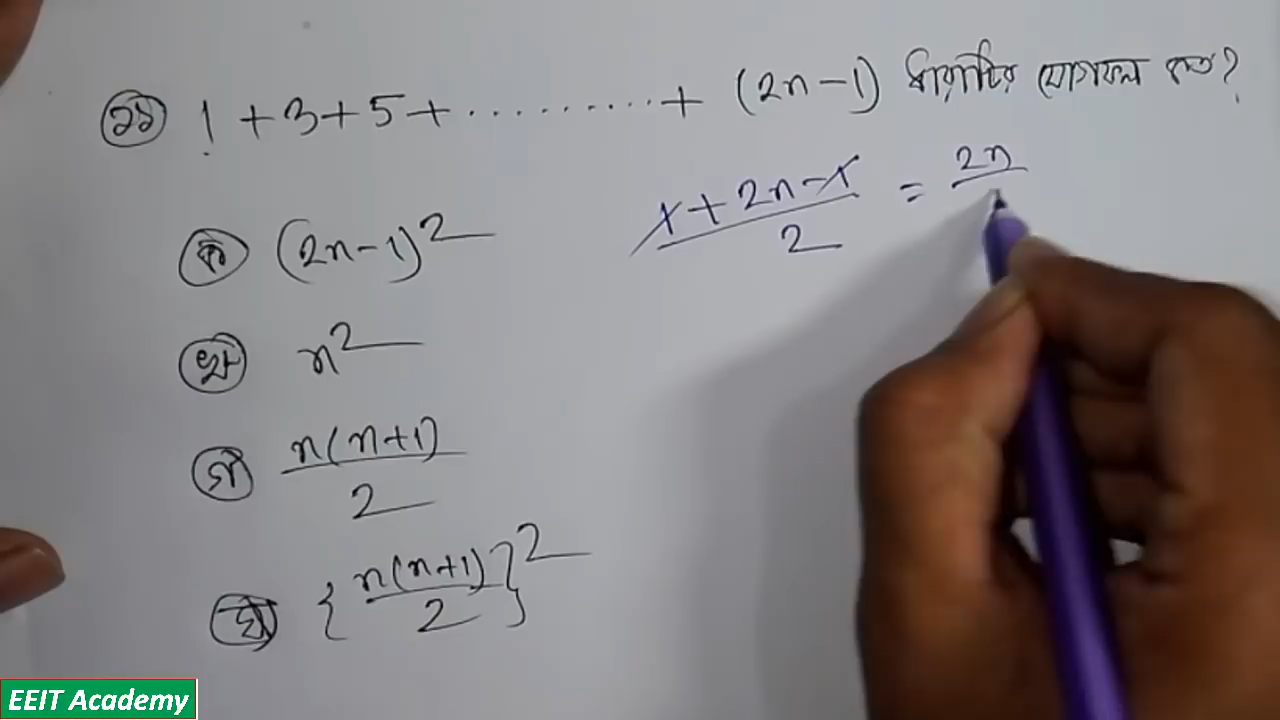 ২১ 1 + 3 + 5 + .......... + (2n - 1) ধারাটির যোগফল কত?
1 + 2n - 1 / 2 = 2n /
ক (2n - 1)²
খ n²
গ n(n+1) / 2
ঘ {n(n+1) / 2}²
EEIT Academy